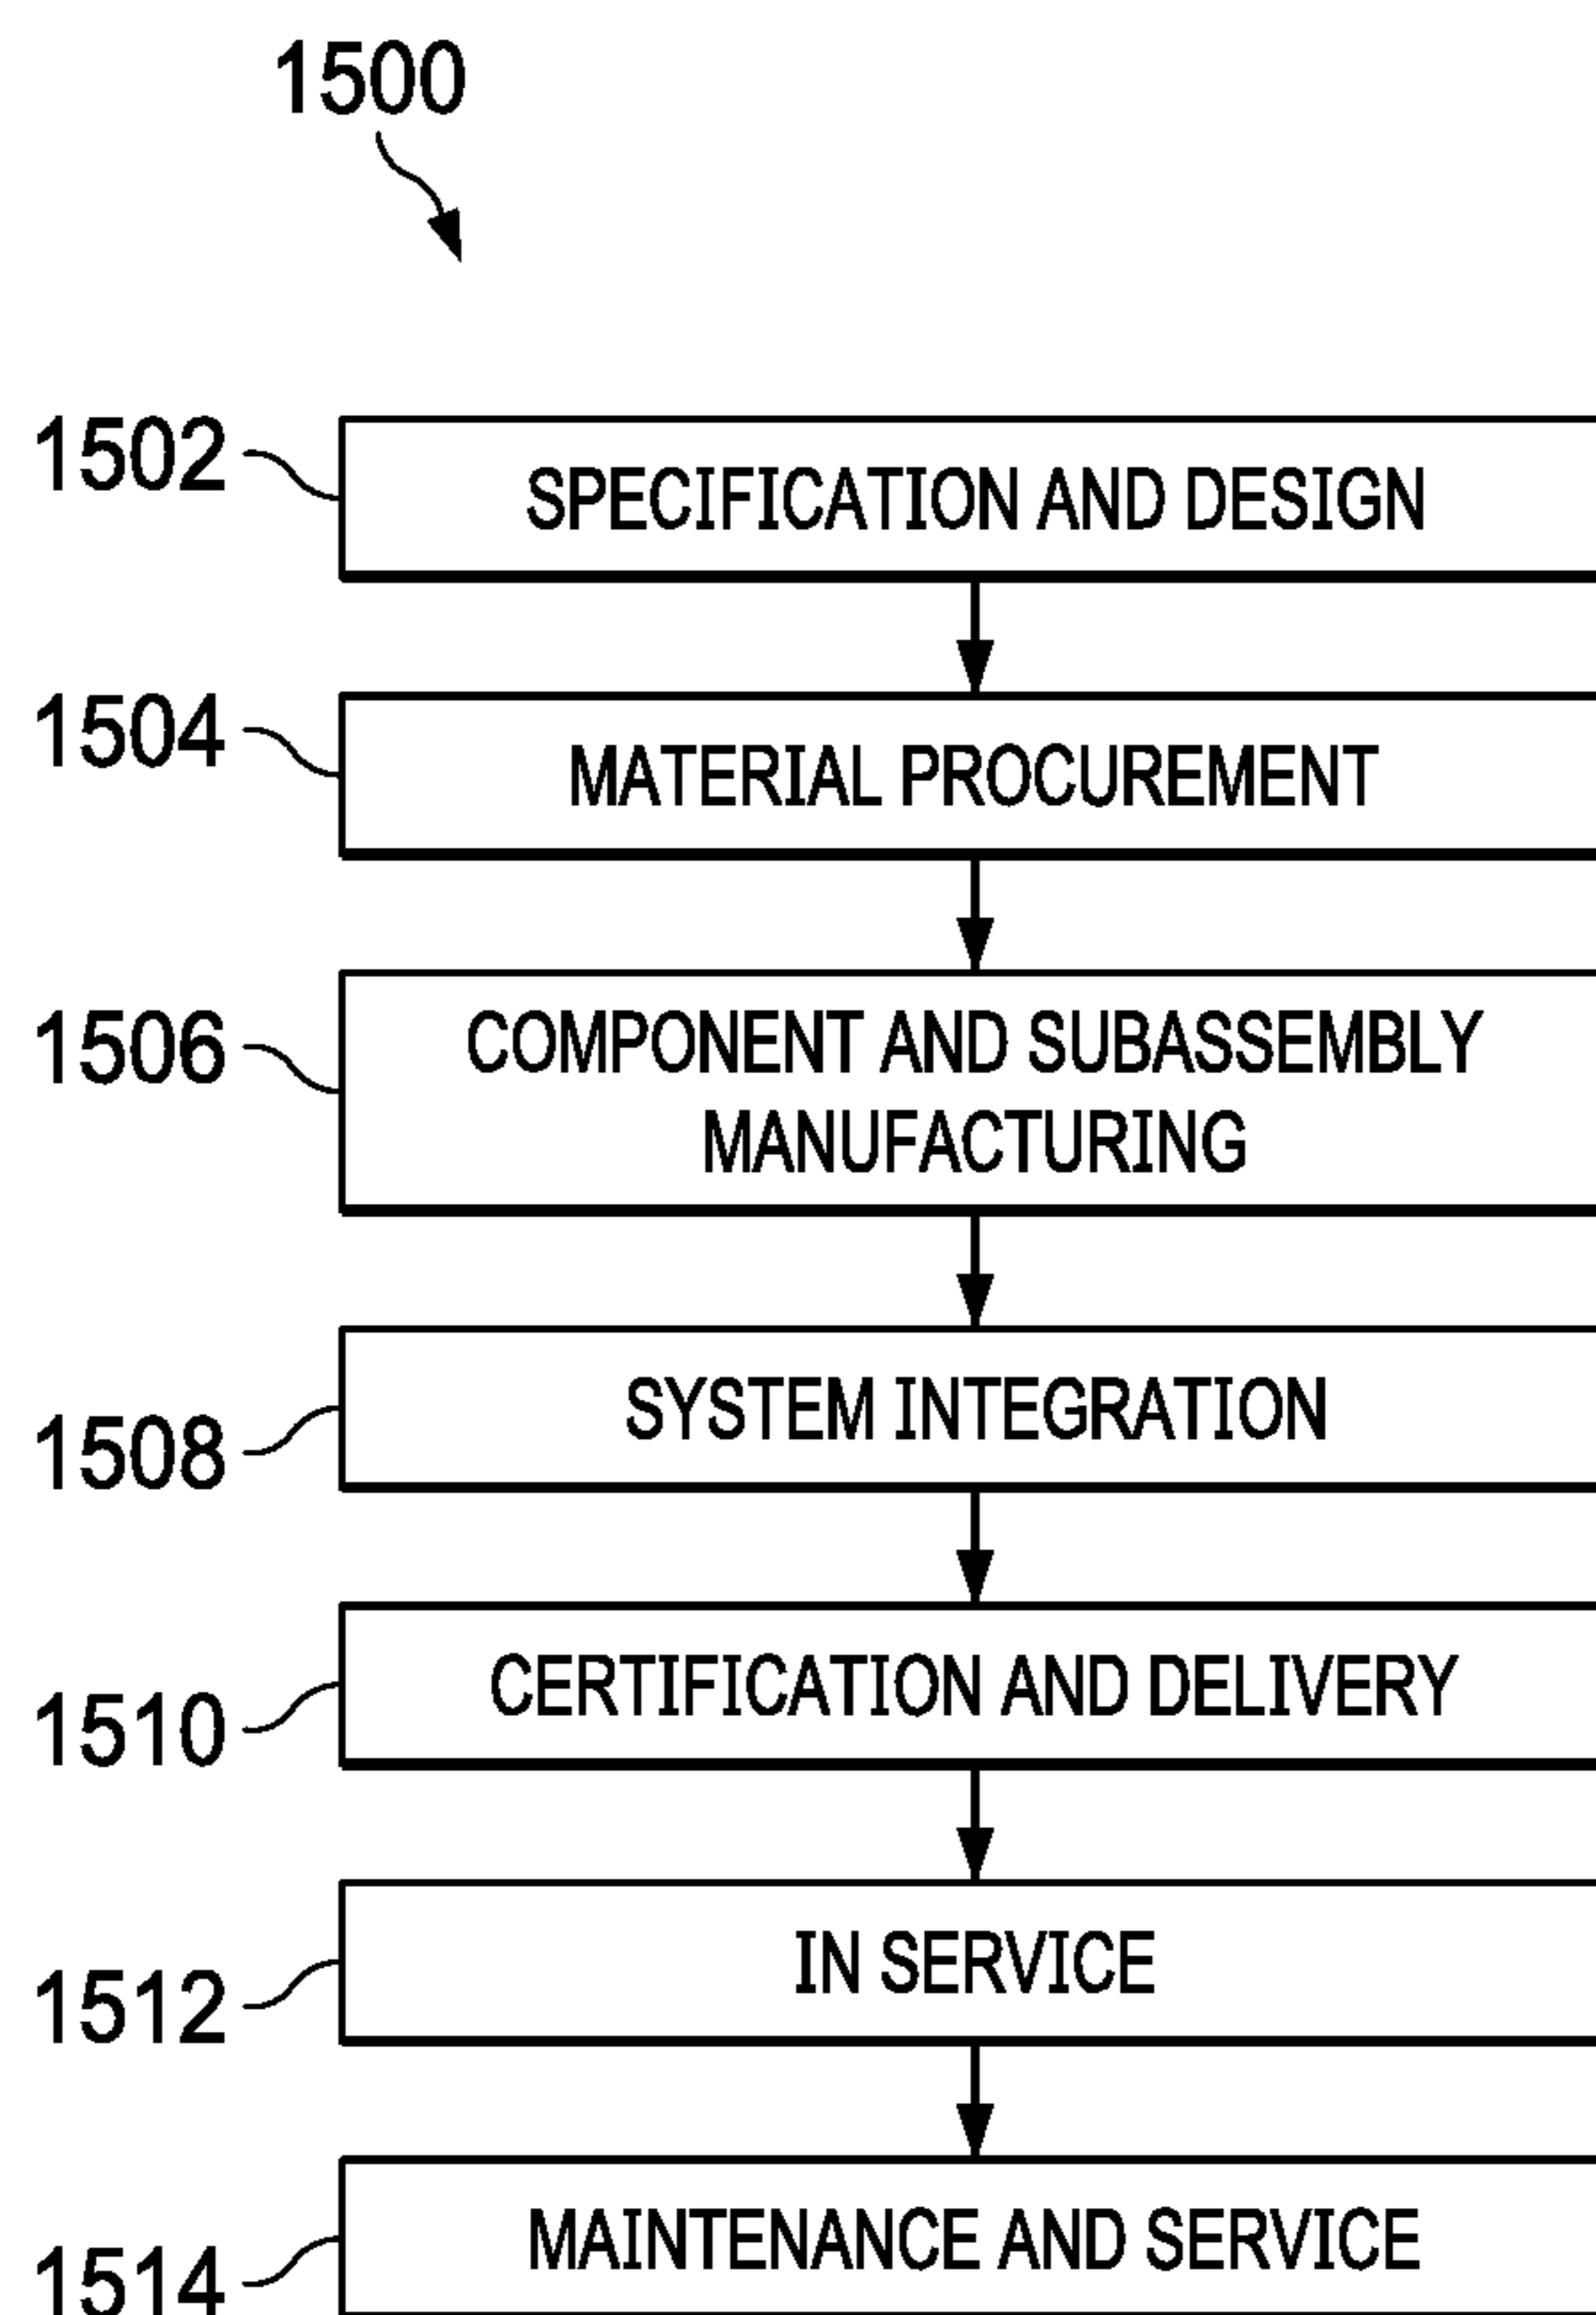 1500
1502
SPECIFICATION AND DESIGN
1504
MATERIAL PROCUREMENT
1506
COMPONENT AND SUBASSEMBLY
MANUFACTURING
SYSTEM INTEGRATION
1508
CERTIFICATION AND DELIVERY
1510
IN SERVICE
1512
MAINTENANCE AND SERVICE
1514